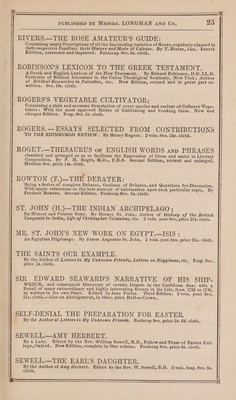 PUBLISHED BY Messrs. LONGMAN AND Co. 25
RIVERS.—THE ROSE AMATEUR'S GUIDE:
Containing ample Descriptions of all the fine leading varieties of Roses, regularly classed in
their respective Families; their History and Mode of Culture. By T. Rivers, Jun. Fourth
Edition, corrected and improved. Foolscap 8vo. 6s. cloth.
ROBINSON'S LEXICON TO THE GREEK TESTAMENT.
A Greek and English Lexicon of the New Testament. By Edward Robinson, D.D. LL.D.
Professor of Biblical Literature in the Union Theological Seminary, New York; Author
of Biblical Researches in Palestine, etc. New Edition, revised and in great part re-
written. 8vo. 18s. cloth.
ROGERS'S VEGETABLE CULTIVATOR;
Containing a plain and accurate Description of every species and variety of Culinary Vege-
tables: With the most approved Modes of Cultivating and Cooking them. New and
cheaper Edition. Fcap. 8vo. 5s. cloth.
ROGERS.—ESSAYS SELECTED FROM CONTRIBUTIONS
TO THE EDINBURGH REVIEW. By Henry Rogers. 2 vols. 8vo. 24s. cloth.
ROGET.—THESAURUS of ENGLISH WORDS and PHRASES
classified and arranged so as to facilitate the Expression of Ideas and assist in Literary
Composition. By P. M. Roget, M.D., F.R.S. Second Edition, revised and enlarged.
Medium 8vo. price 14s. cloth.
ROWTON (F.)—THE DEBATER:
Being a Series of complete Debates, Outlines of Debates, and Questions for Discussion.
With ample references to the best sources of information upon each particular topic. By
Frederic Rowton. Second Edition. Foolscap 8vo. 6s. cloth.
ST. JOHN (H.)—THE INDIAN ARCHIPELAGO;
Its History and Present State. By Horace St. John, Author of History of the British
Conquests in India, Life of Christopher Columbus, etc. 2 vols. post 8vo. price 21s. cloth.
MR. ST. JOHN'S NEW WORK ON EGYPT.—ISIS;
An Egyptian Pilgrimage. By James Augustus St. John. 2 vols. post 8vo. price 21s. cloth.
THE SAINTS OUR EXAMPLE.
By the Author of Letters to My Unknown Friends, Letters on Happiness, etc. Fcap. 8vo.
price 7s. cloth.
SIR EDWARD SEAWARD'S NARRATIVE OF HIS SHIP-
WRECK, and consequent Discovery of certain Islands in the Caribbean Sea: with a
Detail of many extraordinary and highly interesting Events in his Life, from 1733 to 1749,
as written in his own Diary. Edited by Jane Porter. Third Edition. 2 vols. post 8vo.
21s. cloth.—Also an Abridgment, in 16mo. price Half-a-Crown.
SELF-DENIAL THE PREPARATION FOR EASTER.
By the Author of Letters to My Unknown Friends. Foolscap 8vo. price 2s. 6d. cloth.
SEWELL.—AMY HERBERT.
By a Lady. Edited by the Rev. William Sewell, B.D., Fellow and Tutor of Exeter Col-
lege, Oxford. New Edition, complete in One volume. Foolscap 8vo. price 6s. cloth.
SEWELL.—THE EARL'S DAUGHTER.
By the Author of Amy Herbert. Edited by the Rev. W. Sewell, B.D. 2 vols. fcap. 8vo. 9s.
cloth.